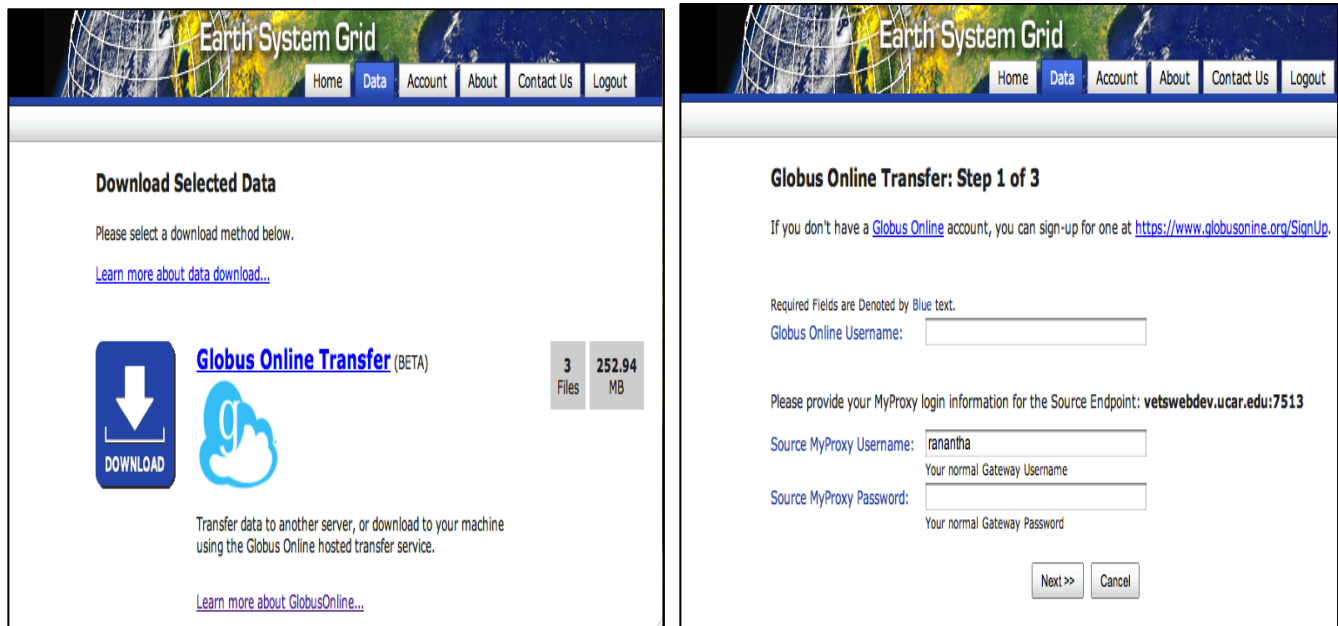 Earth System Grid
Home Data Account About Contact Us Logout
Download Selected Data
Please select a download method below.
Learn more about data download...
DOWNLOAD
Globus Online Transfer (BETA)
g
3 Files
252.94 MB
Transfer data to another server, or download to your machine
using the Globus Online hosted transfer service.
Learn more about GlobusOnline...
Earth System Grid
Home Data Account About Contact Us Logout
Globus Online Transfer: Step 1 of 3
If you don't have a Globus Online account, you can sign-up for one at https://www.globusonine.org/SignUp.
Required Fields are Denoted by Blue text.
Globus Online Username:
Please provide your MyProxy login information for the Source Endpoint: vetswebdev.ucar.edu:7513
Source MyProxy Username: ranantha
Your normal Gateway Username
Source MyProxy Password:
Your normal Gateway Password
Next >> Cancel